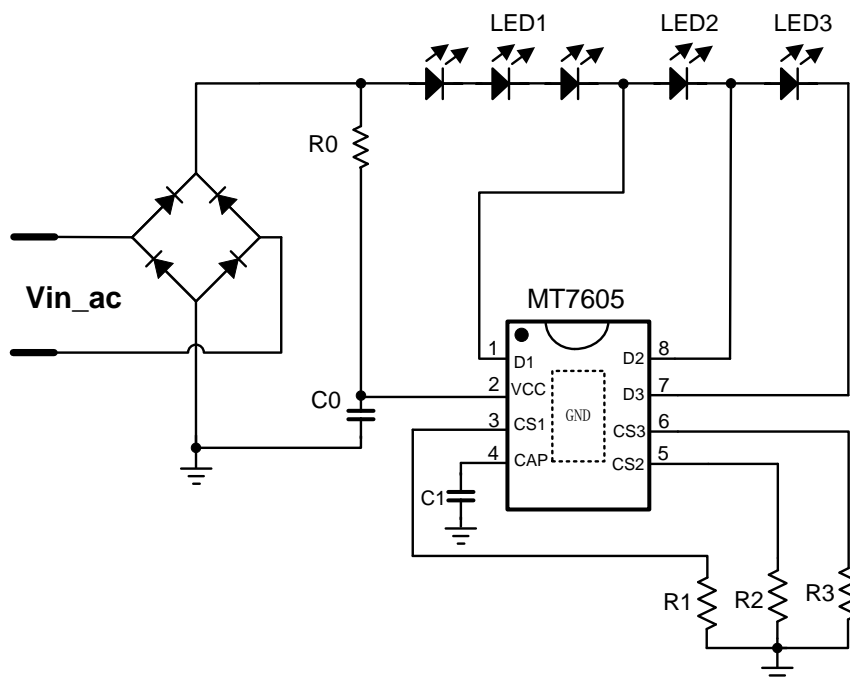 LED1 LED2 LED3
R0
Vin_ac
MT7605
1 D1 D2 8
2 VCC D3 7
C0
3 CS1 GND CS3 6
4 CAP CS2 5
C1
R1 R2 R3